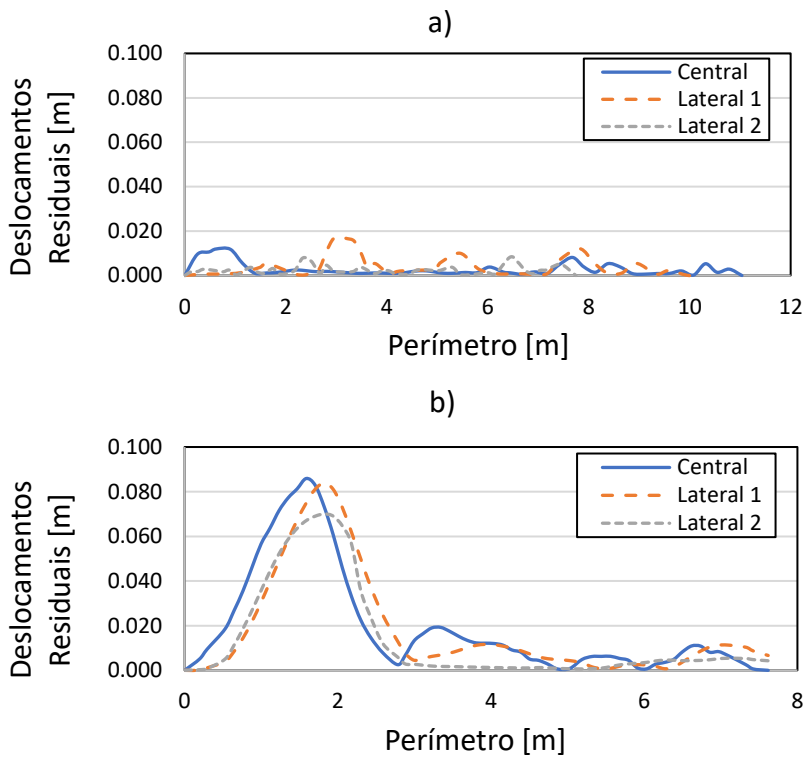 a)
Deslocamentos
Residuais [m]
0.100
0.080
0.060
0.040
0.020
0.000
Central
Lateral 1
Lateral 2
0 2 4 6 8 10 12
Perímetro [m]
b)
Deslocamentos
Residuais [m]
0.100
0.080
0.060
0.040
0.020
0.000
Central
Lateral 1
Lateral 2
0 2 4 6 8
Perímetro [m]